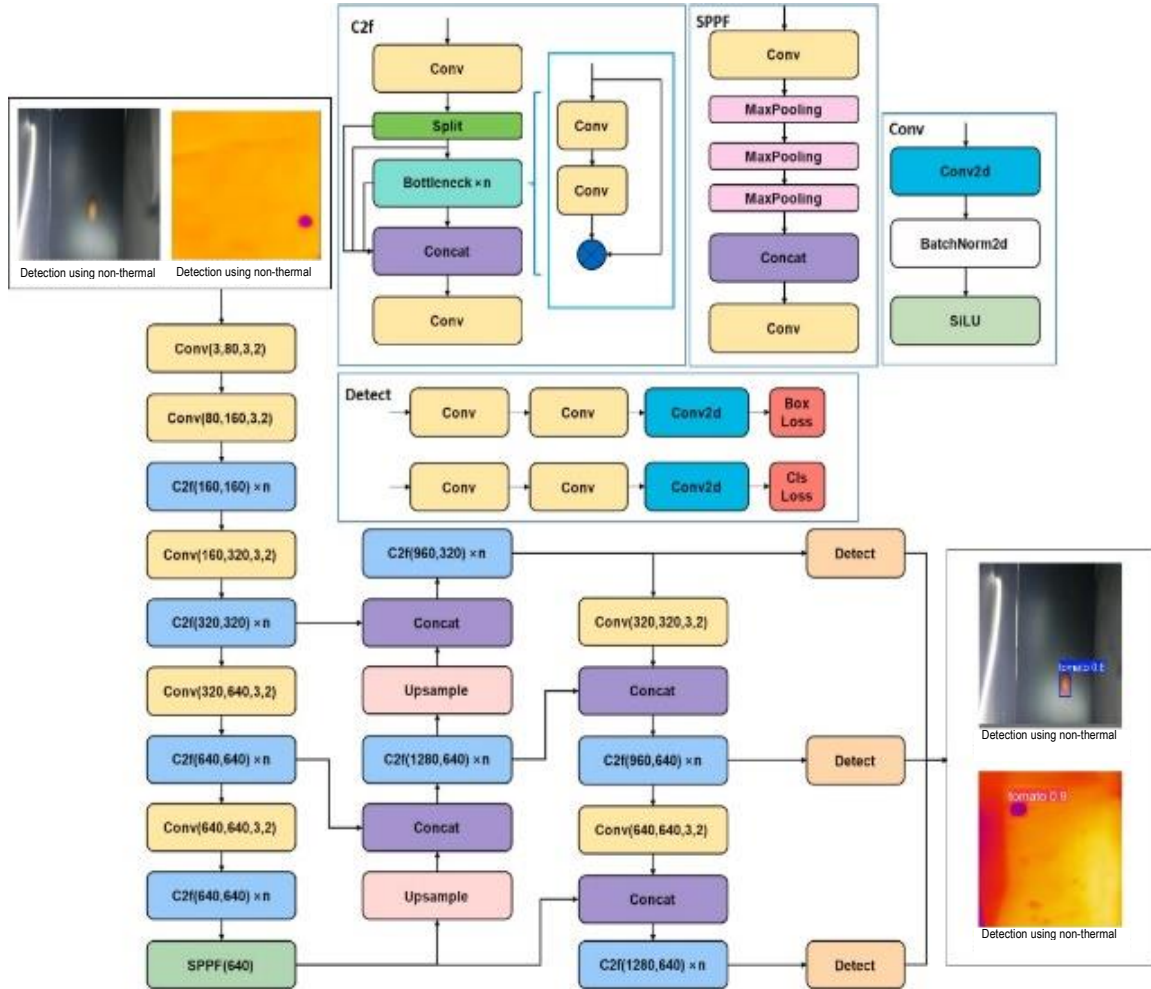 C2f
Conv
Split
Bottleneck × n
Concat
Conv
Conv
Conv
SPPF
Conv
MaxPooling
MaxPooling
MaxPooling
Concat
Conv
Conv
Conv2d
BatchNorm2d
SiLU
Detection using non-thermal
Detection using non-thermal
Detect
Conv
Conv
Conv2d
Box
Loss
Conv
Conv
Conv2d
Cls
Loss
Conv(3,80,3,2)
Conv(80,160,3,2)
C2f(160,160) × n
Conv(160,320,3,2)
C2f(320,320) × n
Conv(320,640,3,2)
C2f(640,640) × n
Conv(640,640,3,2)
C2f(640,640) × n
SPPF(640)
C2f(960,320) × n
Concat
Upsample
C2f(1280,640) × n
Concat
Upsample
Conv(320,320,3,2)
Concat
C2f(960,640) × n
Conv(640,640,3,2)
Concat
C2f(1280,640) × n
Detect
Detect
Detect
tomato
Detection using non-thermal
tomato 0.9
Detection using non-thermal